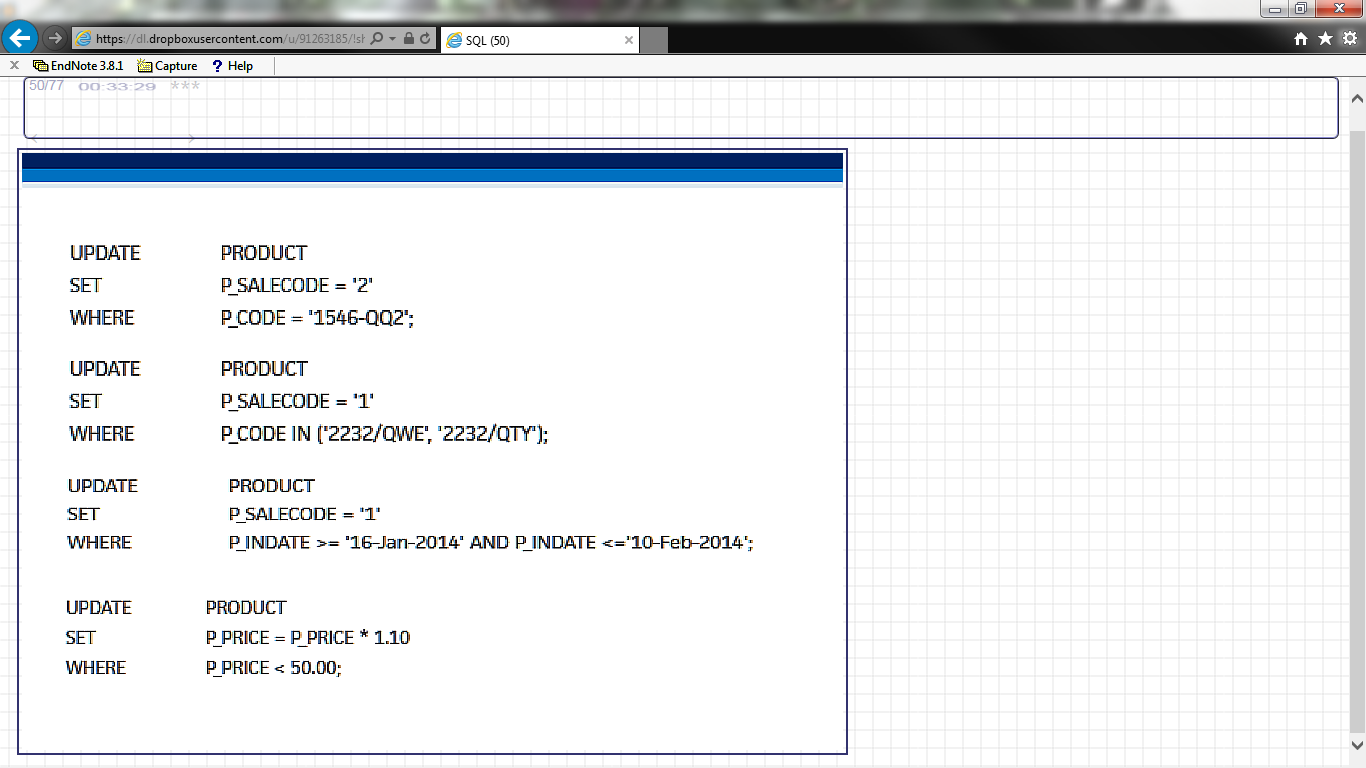 https://dl.dropboxusercontent.com/u/91263185/!sh
SQL (50)
EndNote 3.8.1 Capture Help
50/77 00:33:29 ***
UPDATE PRODUCT
SET P_SALECODE = '2'
WHERE P_CODE = '1546-QQ2';
UPDATE PRODUCT
SET P_SALECODE = '1'
WHERE P_CODE IN ('2232/QWE', '2232/QTY');
UPDATE PRODUCT
SET P_SALECODE = '1'
WHERE P_INDATE >= '16-Jan-2014' AND P_INDATE <='10-Feb-2014';
UPDATE PRODUCT
SET P_PRICE = P_PRICE * 1.10
WHERE P_PRICE < 50.00;